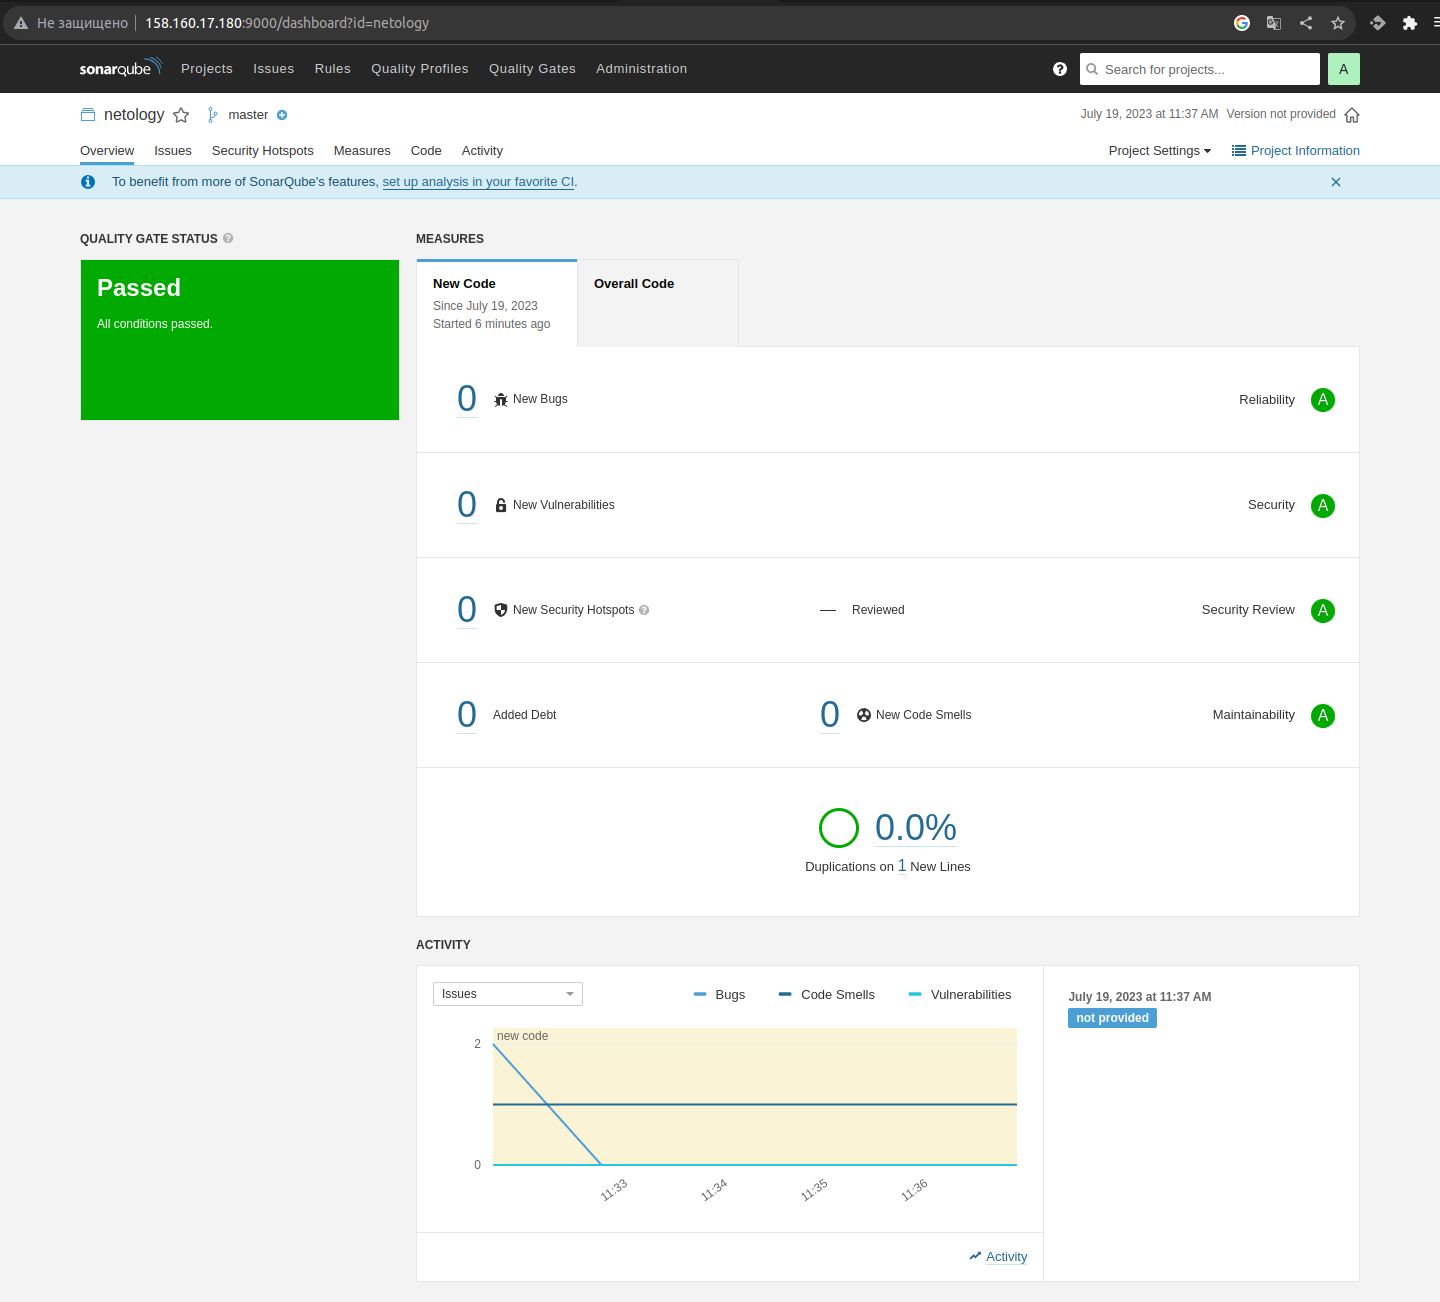 Не защищено 158.160.17.180:9000/dashboard?id=netology
sonarqube Projects Issues Rules Quality Profiles Quality Gates Administration Search for projects... A
netology master July 19, 2023 at 11:37 AM Version not provided
Overview Issues Security Hotspots Measures Code Activity Project Settings Project Information
To benefit from more of SonarQube's features, set up analysis in your favorite CI.
QUALITY GATE STATUS
Passed
All conditions passed.
MEASURES
New Code
Since July 19, 2023
Started 6 minutes ago
Overall Code
0 New Bugs Reliability A
0 New Vulnerabilities Security A
0 New Security Hotspots — Reviewed Security Review A
0 Added Debt 0 New Code Smells Maintainability A
0.0%
Duplications on 1 New Lines
ACTIVITY
Issues Bugs Code Smells Vulnerabilities
new code
2
0
11:33 11:34 11:35 11:36
Activity
July 19, 2023 at 11:37 AM
not provided